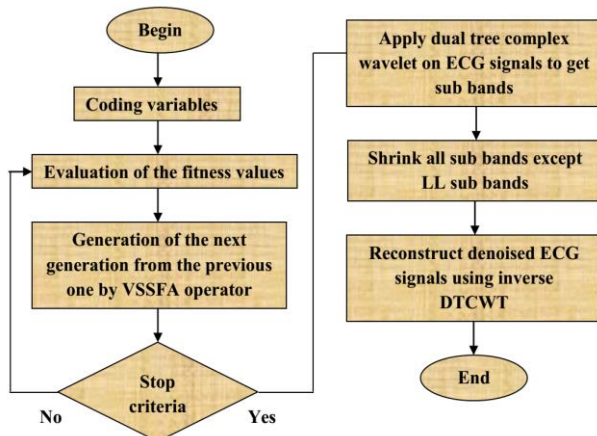 Begin
Coding variables
Evaluation of the fitness values
Generation of the next
generation from the previous
one by VSSFA operator
Stop
criteria
No
Yes
Apply dual tree complex
wavelet on ECG signals to get
sub bands
Shrink all sub bands except
LL sub bands
Reconstruct denoised ECG
signals using inverse
DTCWT
End